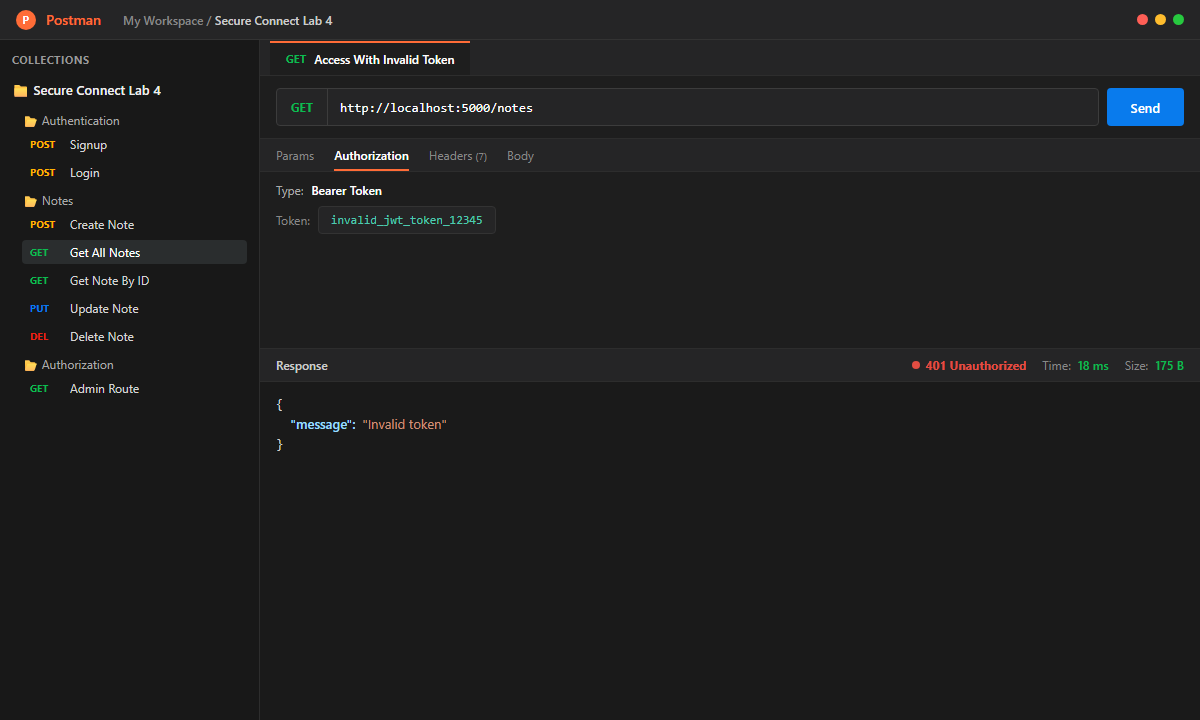 P Postman My Workspace / Secure Connect Lab 4
COLLECTIONS
Secure Connect Lab 4
Authentication
POST Signup
POST Login
Notes
POST Create Note
GET Get All Notes
GET Get Note By ID
PUT Update Note
DEL Delete Note
Authorization
GET Admin Route
GET Access With Invalid Token
GET http://localhost:5000/notes Send
Params Authorization Headers (7) Body
Type: Bearer Token
Token: invalid_jwt_token_12345
Response 401 Unauthorized Time: 18 ms Size: 175 B
{
"message": "Invalid token"
}